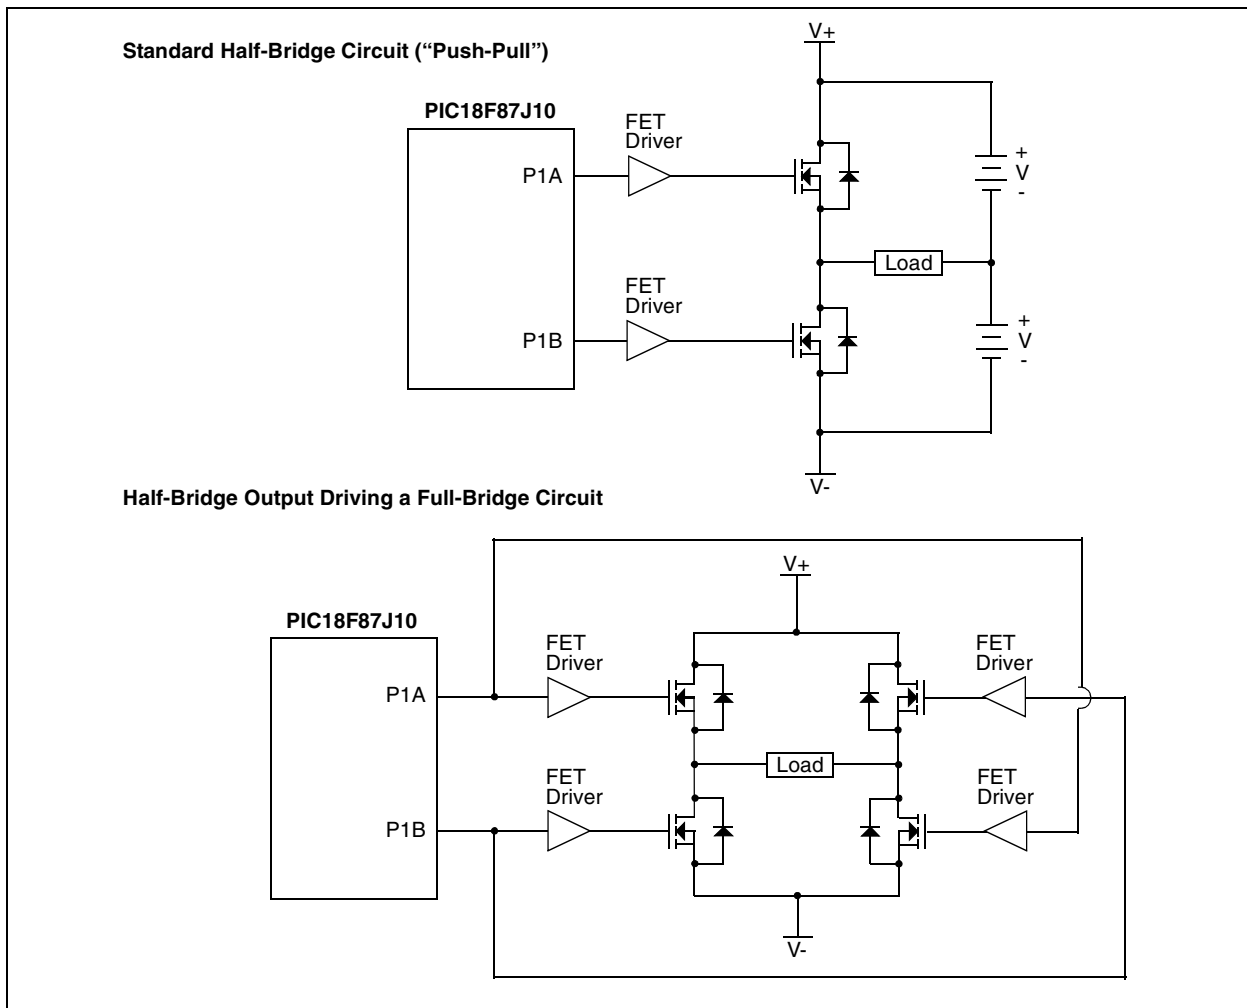 Standard Half-Bridge Circuit (“Push-Pull”)
V+
PIC18F87J10
FET
Driver
P1A
+
V
-
Load
FET
Driver
P1B
+
V
-
V-
Half-Bridge Output Driving a Full-Bridge Circuit
V+
PIC18F87J10
FET
Driver
FET
Driver
P1A
Load
FET
Driver
FET
Driver
P1B
V-